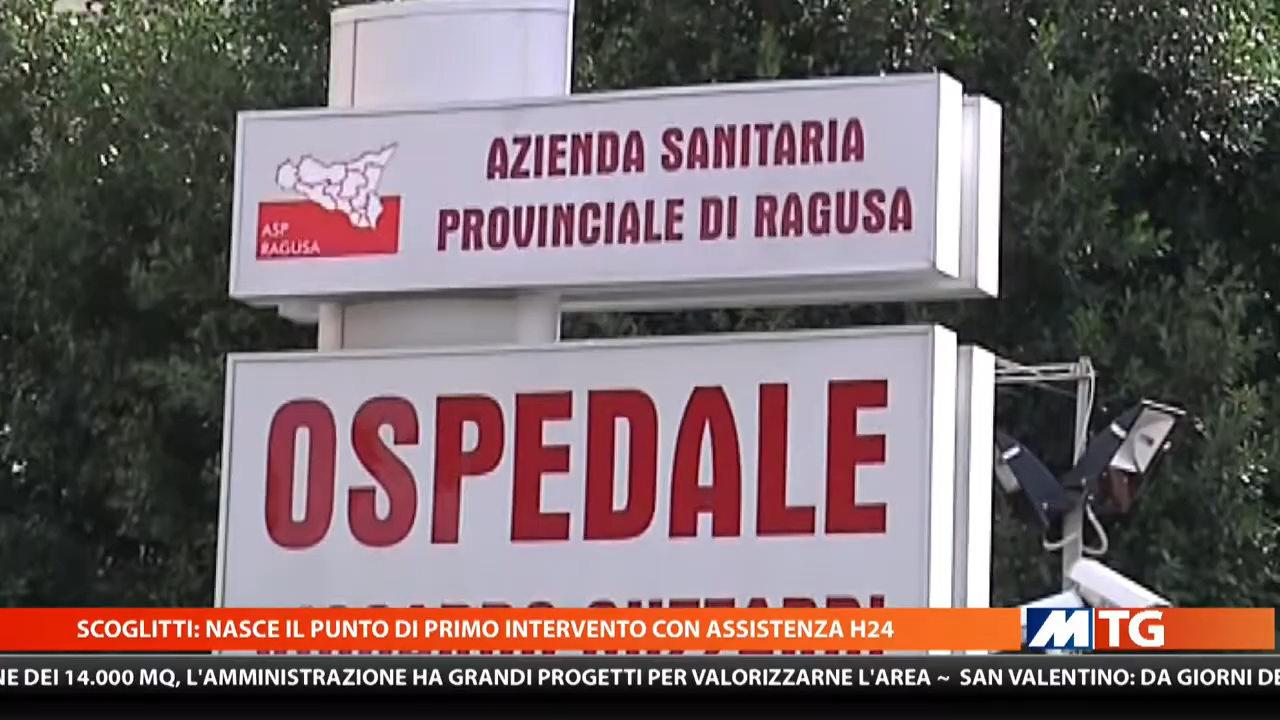 AZIENDA SANITARIA
PROVINCIALE DI RAGUSA
ASP
RAGUSA
OSPEDALE
SCOGLITTI: NASCE IL PUNTO DI PRIMO INTERVENTO CON ASSISTENZA H24
MTG
NE DEI 14.000 MQ, L'AMMINISTRAZIONE HA GRANDI PROGETTI PER VALORIZZARNE L'AREA ~ SAN VALENTINO: DA GIORNI DE